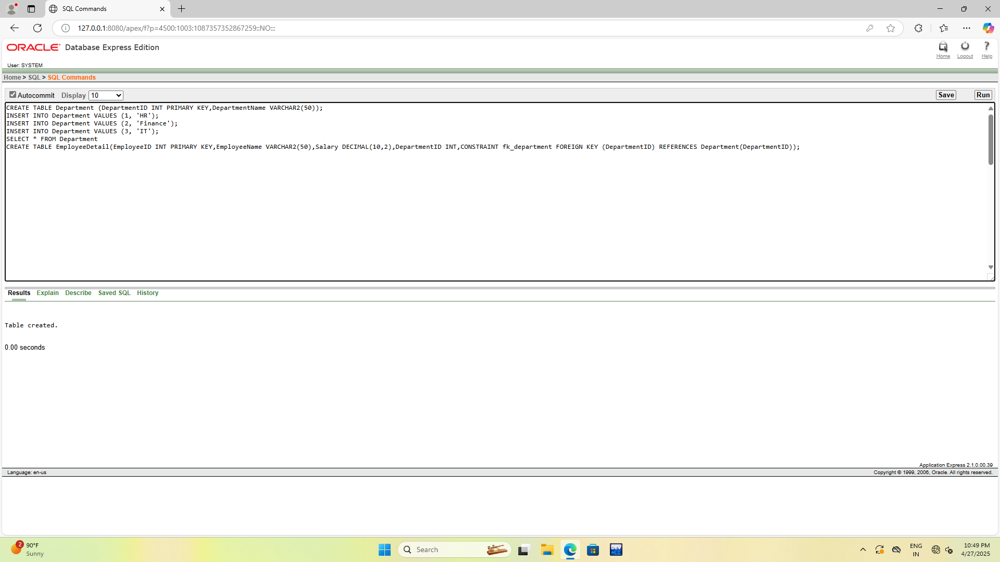 SQL Commands
127.0.0.1:8080/apex/f?p=4500:1003:1087357352867259::NO:::
ORACLE Database Express Edition
Home Logout Help
User: SYSTEM
Home > SQL > SQL Commands
Autocommit Display 10 Save Run
CREATE TABLE Department (DepartmentID INT PRIMARY KEY,DepartmentName VARCHAR2(50));
INSERT INTO Department VALUES (1, 'HR');
INSERT INTO Department VALUES (2, 'Finance');
INSERT INTO Department VALUES (3, 'IT');
SELECT * FROM Department
CREATE TABLE EmployeeDetail(EmployeeID INT PRIMARY KEY,EmployeeName VARCHAR2(50),Salary DECIMAL(10,2),DepartmentID INT,CONSTRAINT fk_department FOREIGN KEY (DepartmentID) REFERENCES Department(DepartmentID));
Results Explain Describe Saved SQL History
Table created.
0.00 seconds
Application Express 2.1.0.00.39
Language: en-us Copyright © 1999, 2006, Oracle. All rights reserved.
2 90°F
Sunny
Search
DEV
ENG
IN
10:49 PM
4/27/2025